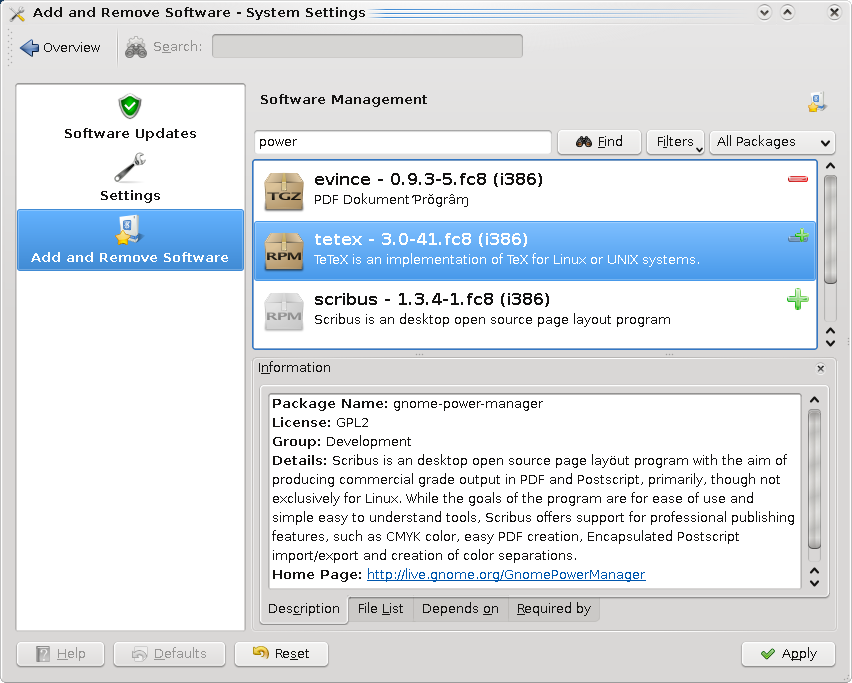 Add and Remove Software - System Settings
Overview
Search:
Software Updates
Settings
Add and Remove Software
Software Management
power
Find
Filters
All Packages
TGZ
evince - 0.9.3-5.fc8 (i386)
PDF Dokument Ƥrŏgrâɱ
RPM
tetex - 3.0-41.fc8 (i386)
TeTeX is an implementation of TeX for Linux or UNIX systems.
RPM
scribus - 1.3.4-1.fc8 (i386)
Scribus is an desktop open source page layout program
Information
Package Name: gnome-power-manager
License: GPL2
Group: Development
Details: Scribus is an desktop open source page layöut program with the aim of
producing commercial grade output in PDF and Postscript, primarily, though not
exclusively for Linux. While the goals of the program are for ease of use and
simple easy to understand tools, Scribus offers support for professional publishing
features, such as CMYK color, easy PDF creation, Encapsulated Postscript
import/export and creation of color separations.
Home Page: http://live.gnome.org/GnomePowerManager
Description
File List
Depends on
Required by
Help
Defaults
Reset
Apply